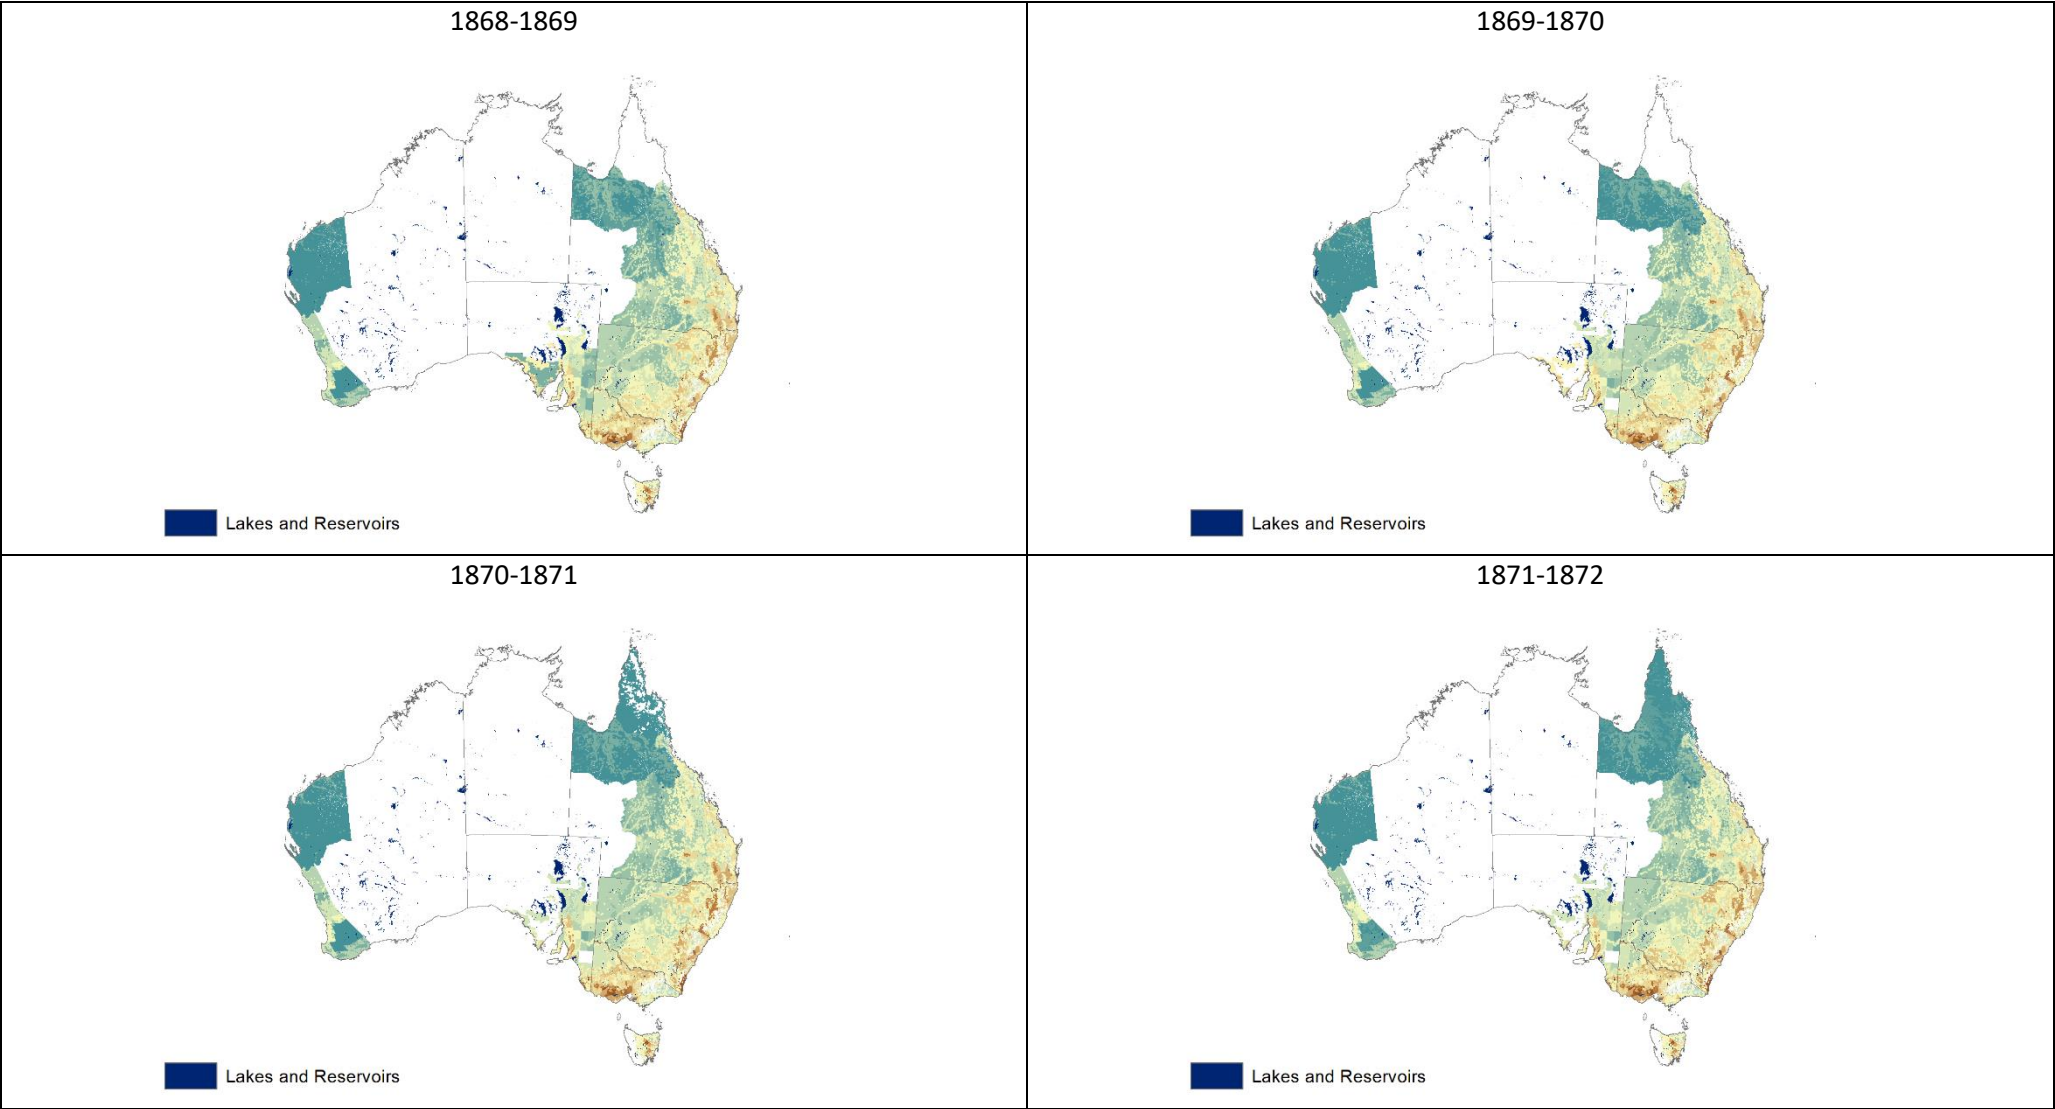 1868-1869
Lakes and Reservoirs
1869-1870
Lakes and Reservoirs
1870-1871
Lakes and Reservoirs
1871-1872
Lakes and Reservoirs